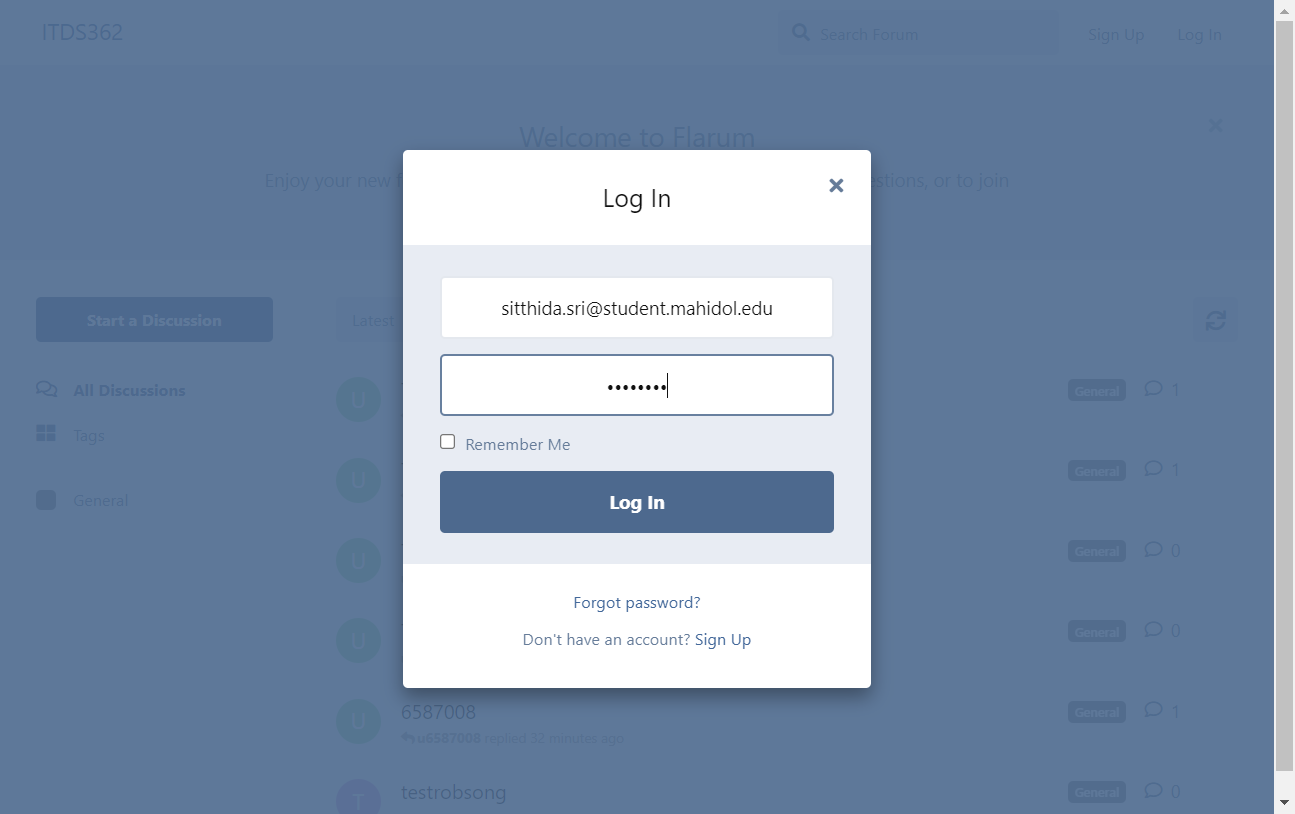 ITDS362
Search Forum
Sign Up
Log In
Welcome to Flarum
Enjoy your new
estions, or to join
Log In
sitthida.sri@student.mahidol.edu
••••••••
Remember Me
Log In
Forgot password?
Don't have an account? Sign Up
Start a Discussion
Latest
All Discussions
Tags
General
U
General
1
U
General
1
U
General
0
U
General
0
U
6587008
General
1
u6587008 replied 32 minutes ago
T
testrobsong
General
0